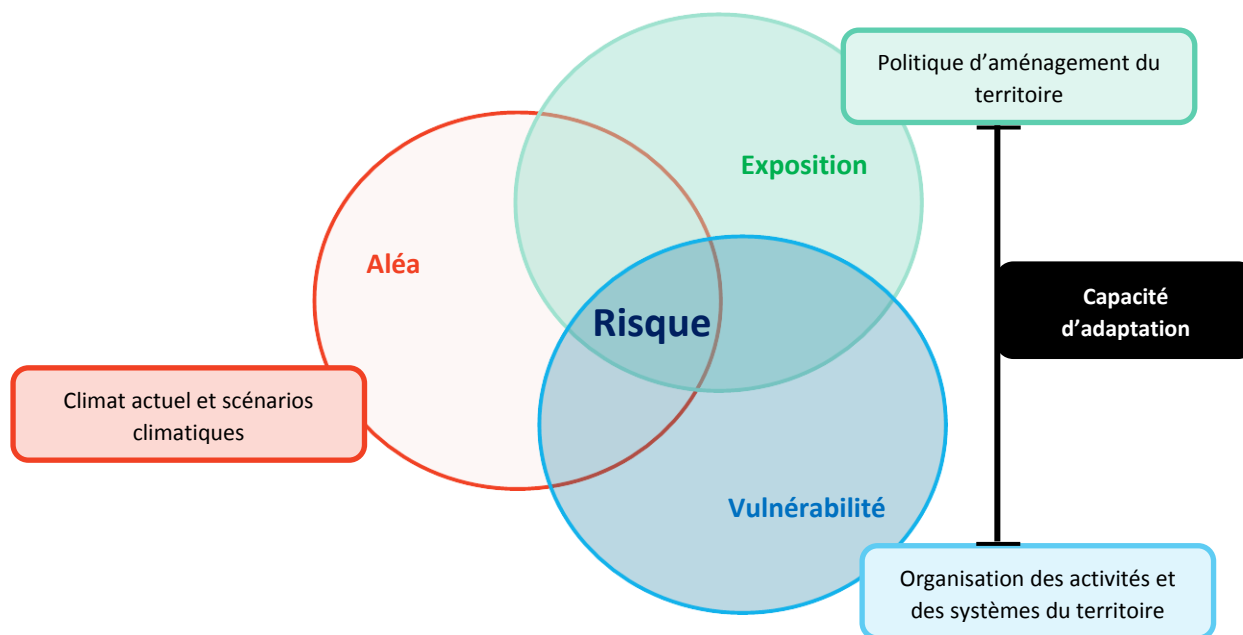 Politique d’aménagement du
territoire
Exposition
Aléa
Risque
Capacité
d’adaptation
Climat actuel et scénarios
climatiques
Vulnérabilité
Organisation des activités et
des systèmes du territoire